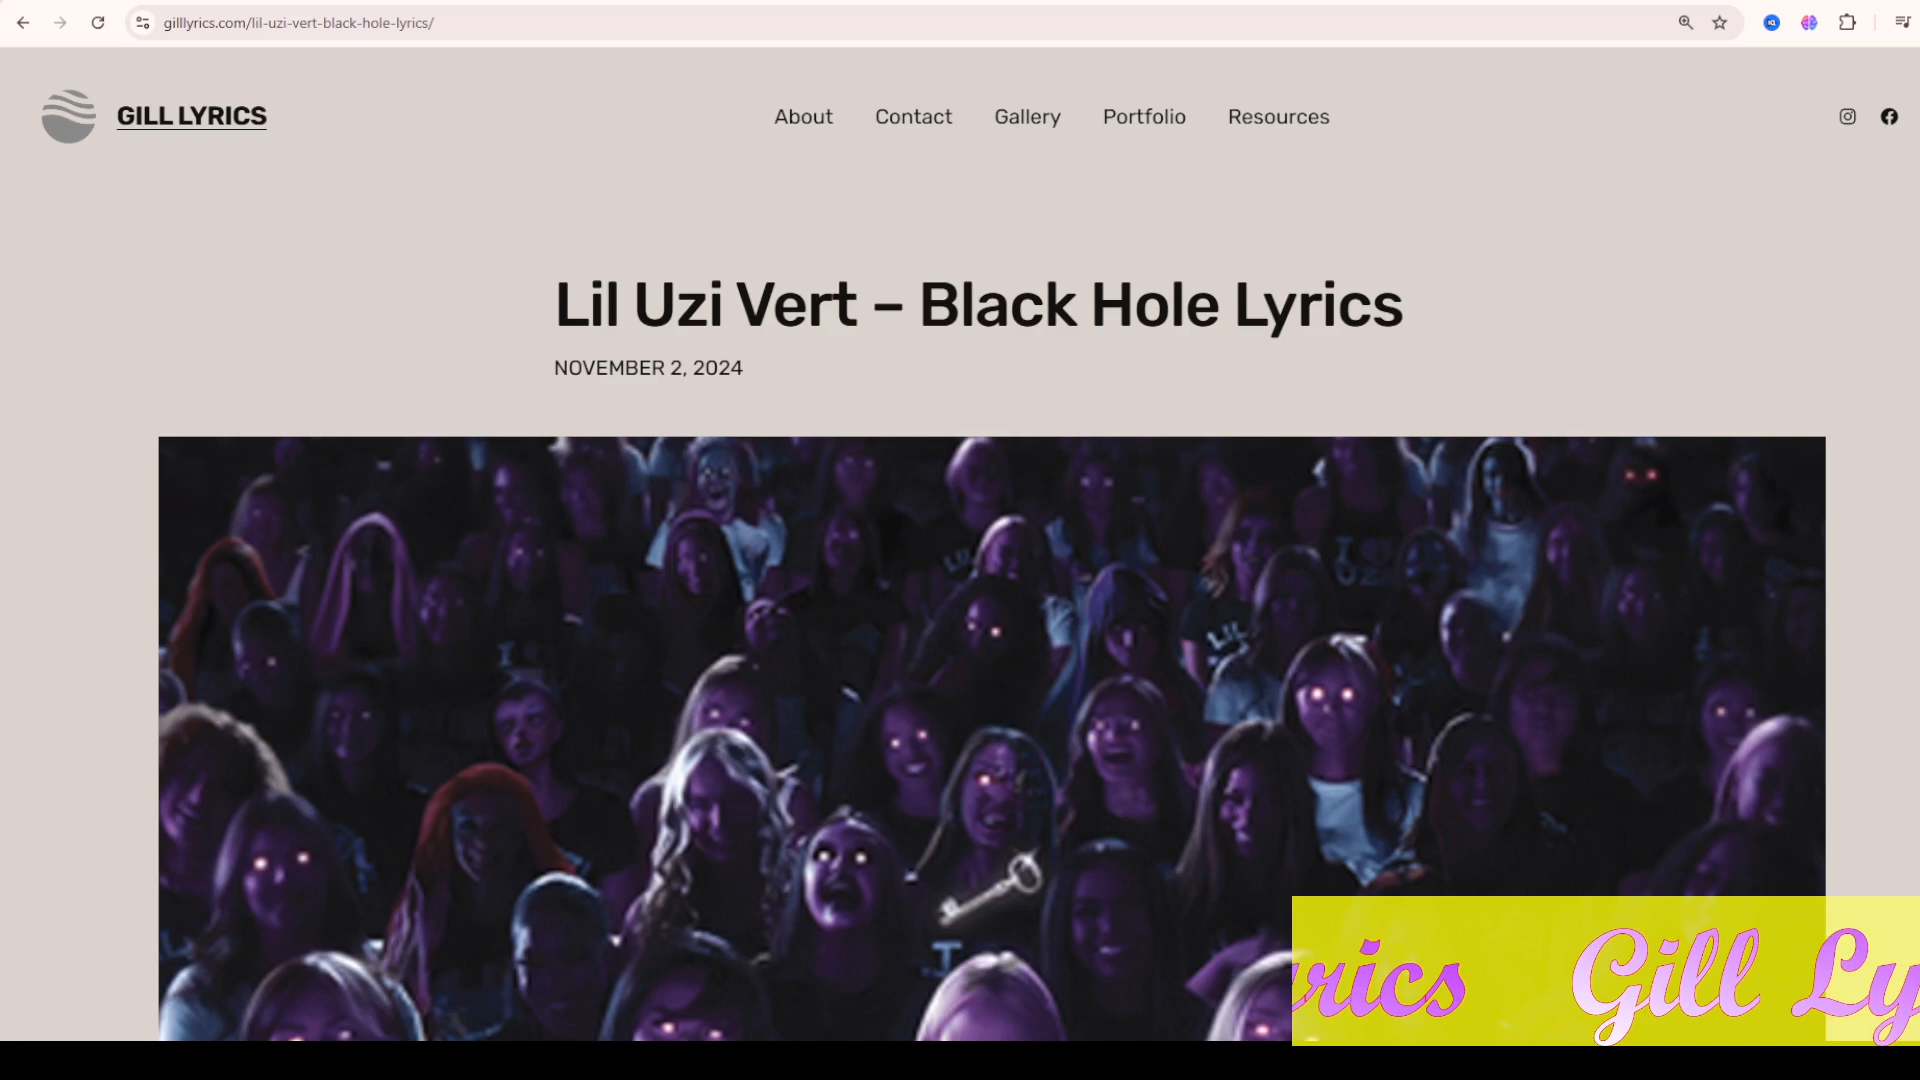 gilllyrics.com/lil-uzi-vert-black-hole-lyrics/
GILL LYRICS
About Contact Gallery Portfolio Resources
Lil Uzi Vert – Black Hole Lyrics
NOVEMBER 2, 2024
LIL
rics Gill Ly